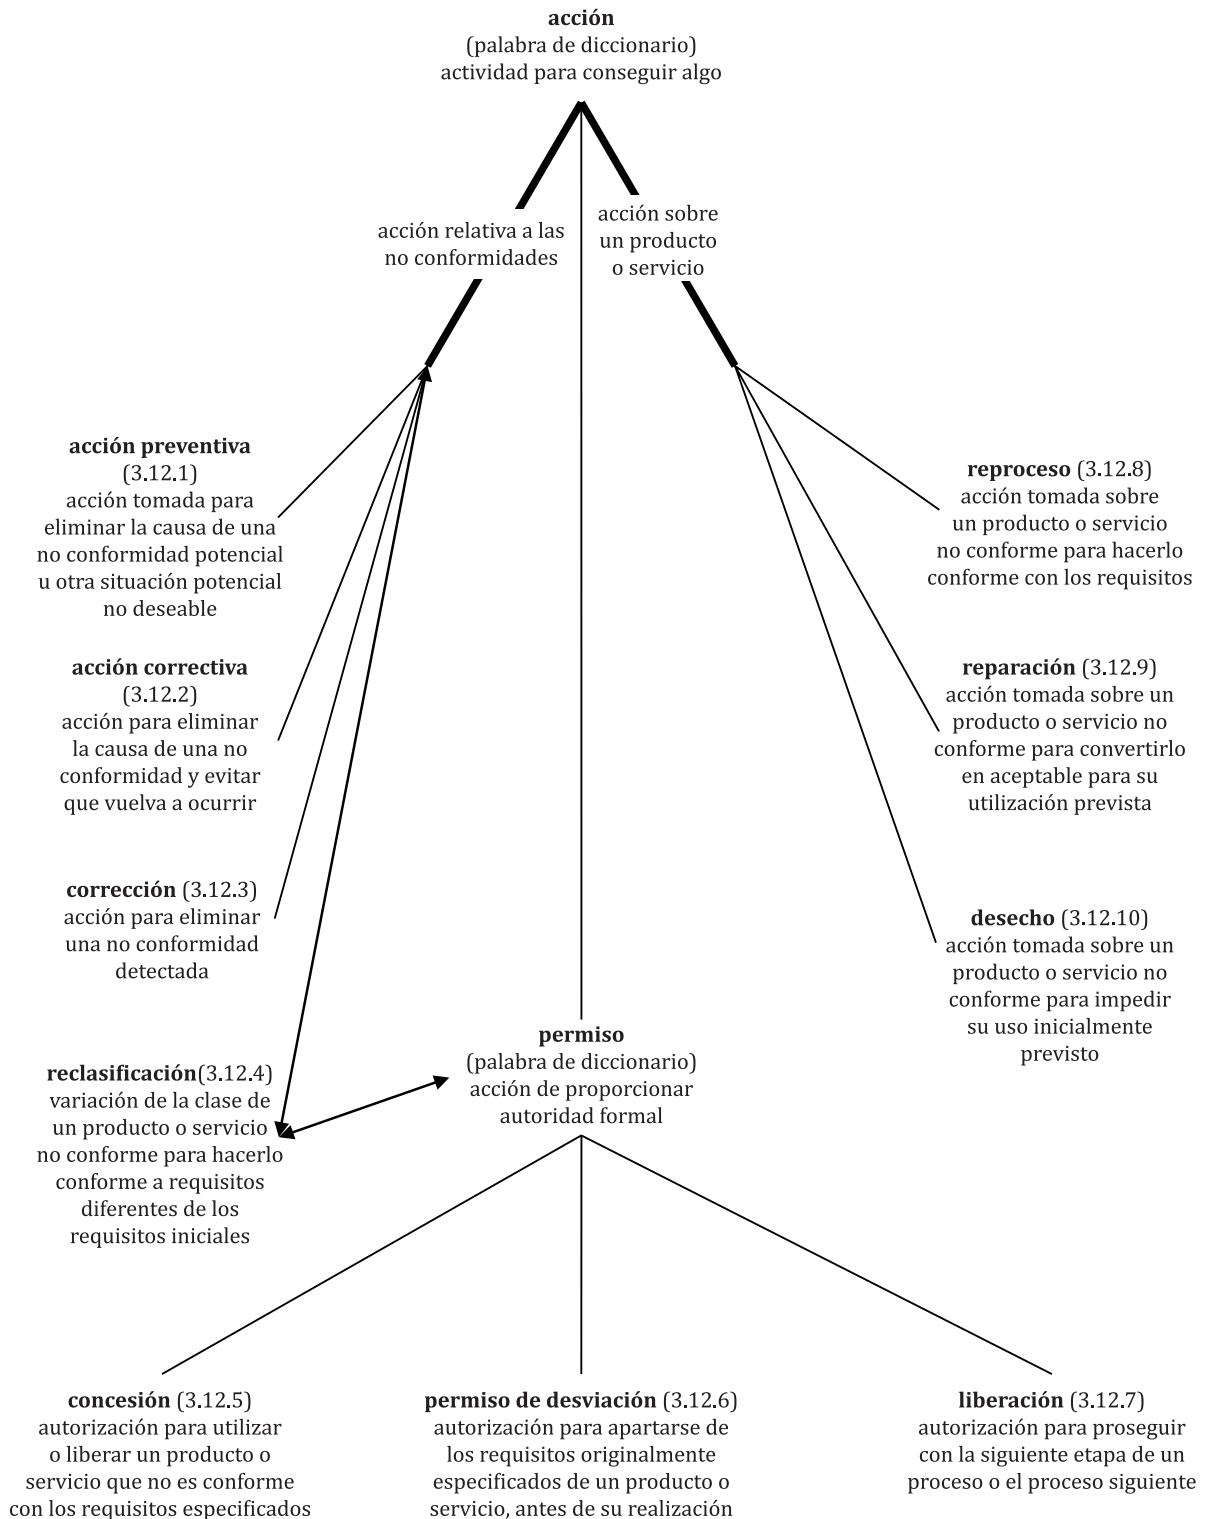 acción
(palabra de diccionario)
actividad para conseguir algo
acción relativa a las
no conformidades
acción sobre
un producto
o servicio
acción preventiva
(3.12.1)
acción tomada para
eliminar la causa de una
no conformidad potencial
u otra situación potencial
no deseable
acción correctiva
(3.12.2)
acción para eliminar
la causa de una no
conformidad y evitar
que vuelva a ocurrir
corrección (3.12.3)
acción para eliminar
una no conformidad
detectada
reclasificación(3.12.4)
variación de la clase de
un producto o servicio
no conforme para hacerlo
conforme a requisitos
diferentes de los
requisitos iniciales
permiso
(palabra de diccionario)
acción de proporcionar
autoridad formal
reproceso (3.12.8)
acción tomada sobre
un producto o servicio
no conforme para hacerlo
conforme con los requisitos
reparación (3.12.9)
acción tomada sobre un
producto o servicio no
conforme para convertirlo
en aceptable para su
utilización prevista
desecho (3.12.10)
acción tomada sobre un
producto o servicio no
conforme para impedir
su uso inicialmente
previsto
concesión (3.12.5)
autorización para utilizar
o liberar un producto o
servicio que no es conforme
con los requisitos especificados
permiso de desviación (3.12.6)
autorización para apartarse de
los requisitos originalmente
especificados de un producto o
servicio, antes de su realización
liberación (3.12.7)
autorización para proseguir
con la siguiente etapa de un
proceso o el proceso siguiente